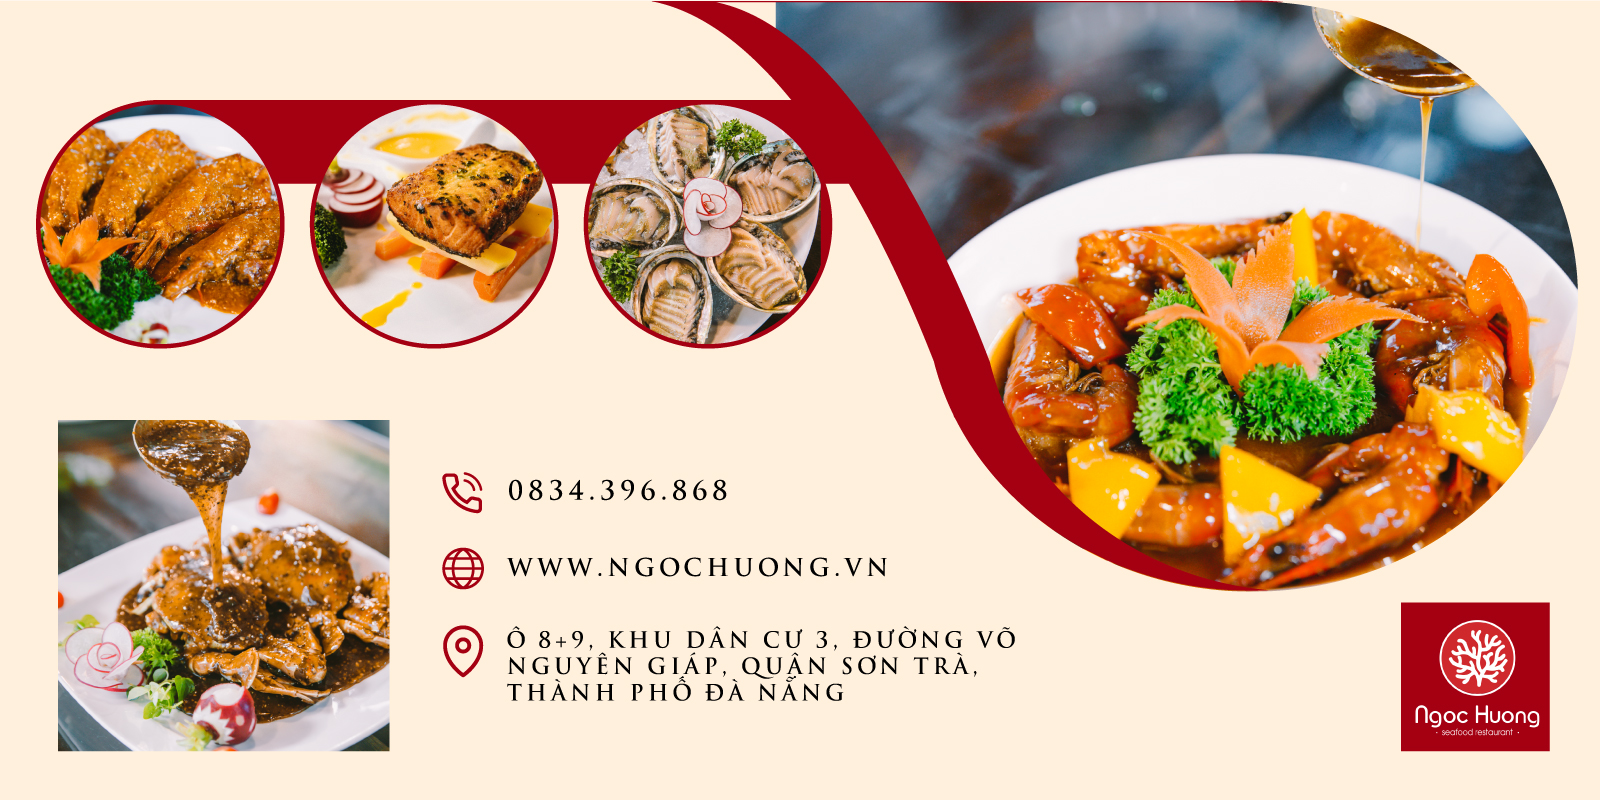 0834.396.868
WWW.NGOCHUONG.VN
Ô 8+9, KHU DÂN CƯ 3, ĐƯỜNG VÕ
NGUYÊN GIÁP, QUẬN SƠN TRÀ,
THÀNH PHỐ ĐÀ NẴNG
Ngoc Huong
· seafood restaurant ·